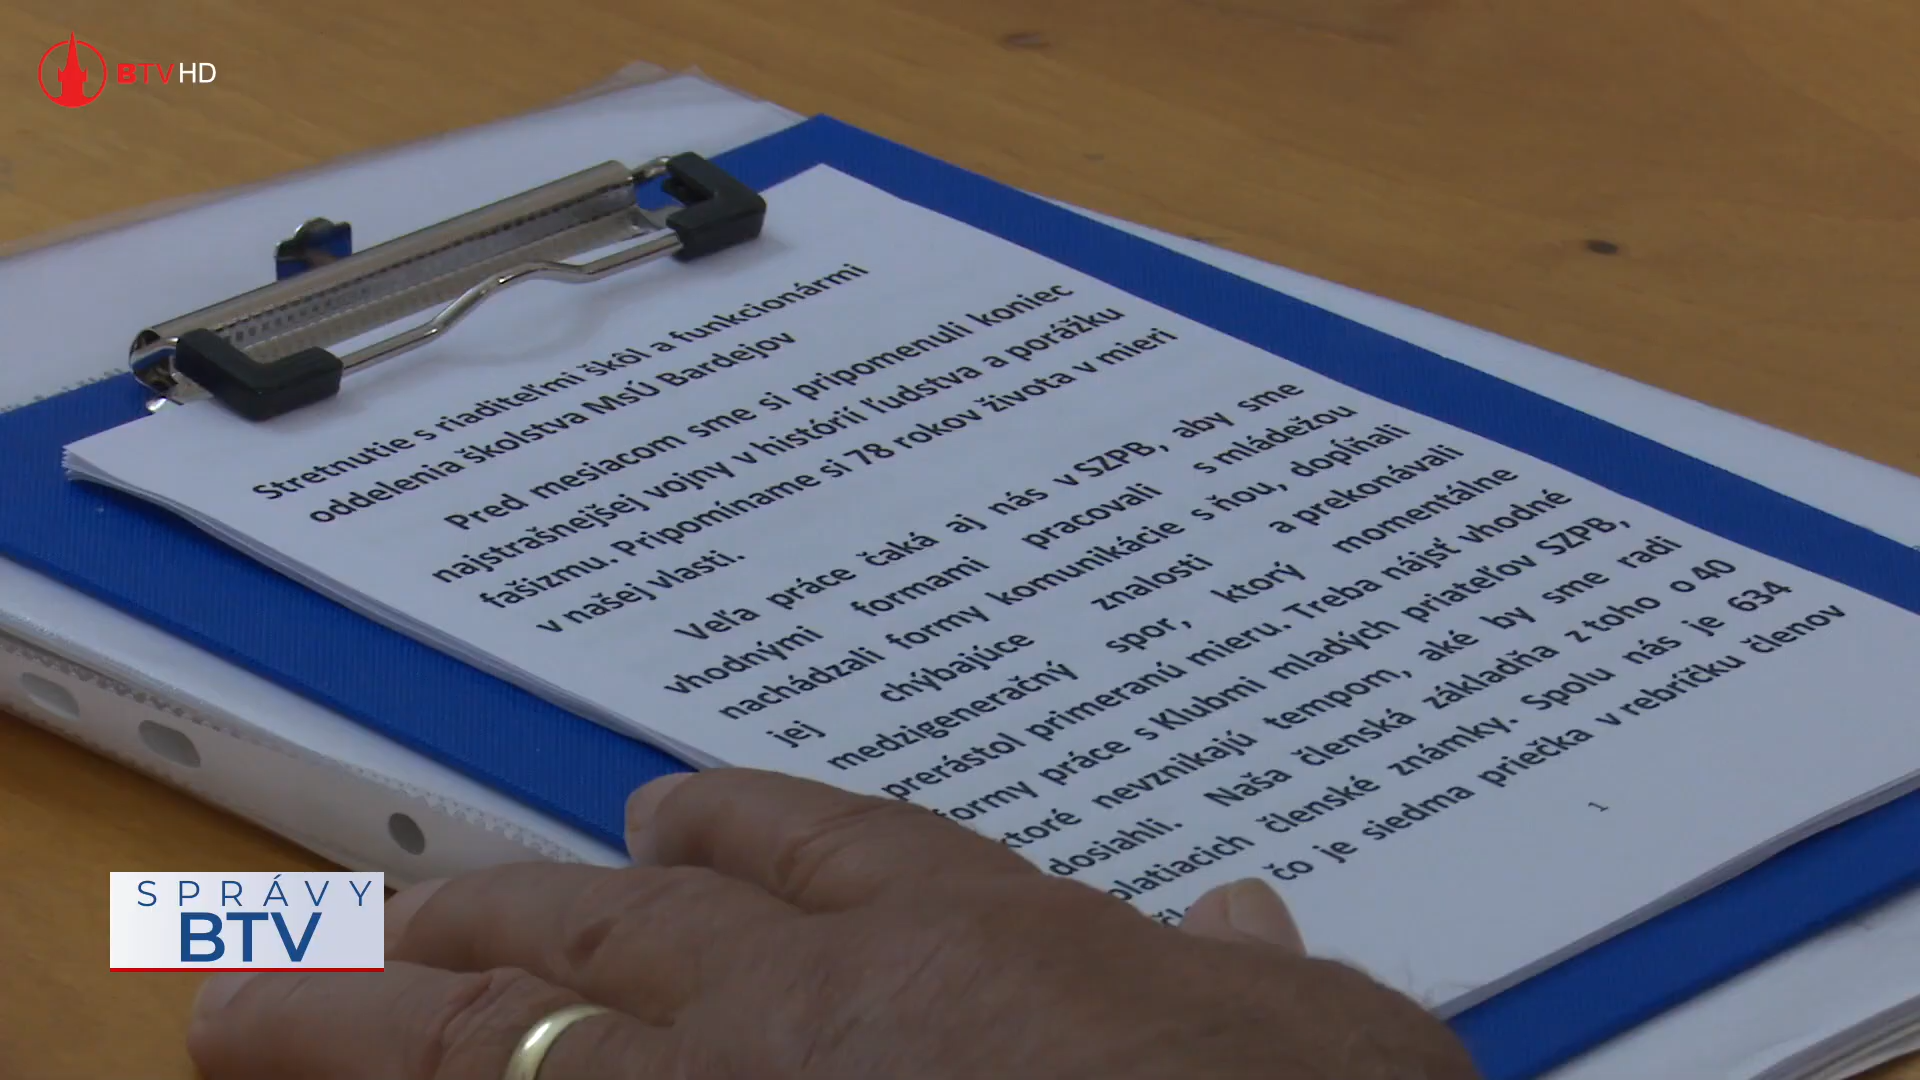 BTV HD
Stretnutie s riaditeľmi škôl a funkcionármi
oddelenia školstva MsÚ Bardejov
Pred mesiacom sme si pripomenuli koniec
najstrašnejšej vojny v histórií ľudstva a porážku
fašizmu. Pripomíname si 78 rokov života v mieri
v našej vlasti.
Veľa práce čaká aj nás v SZPB, aby sme
vhodnými formami pracovali s mládežou
nachádzali formy komunikácie s ňou, dopĺňali
jej chýbajúce znalosti a prekonávali
medzigeneračný spor, ktorý momentálne
prerástol primeranú mieru. Treba nájsť vhodné
formy práce s Klubmi mladých priateľov SZPB,
ktoré nevznikajú tempom, aké by sme radi
dosiahli. Naša členská základňa z toho o 40
platiacich členské známky. Spolu nás je 634
čo je siedma priečka v rebríčku členov
1
SPRÁVY
BTV